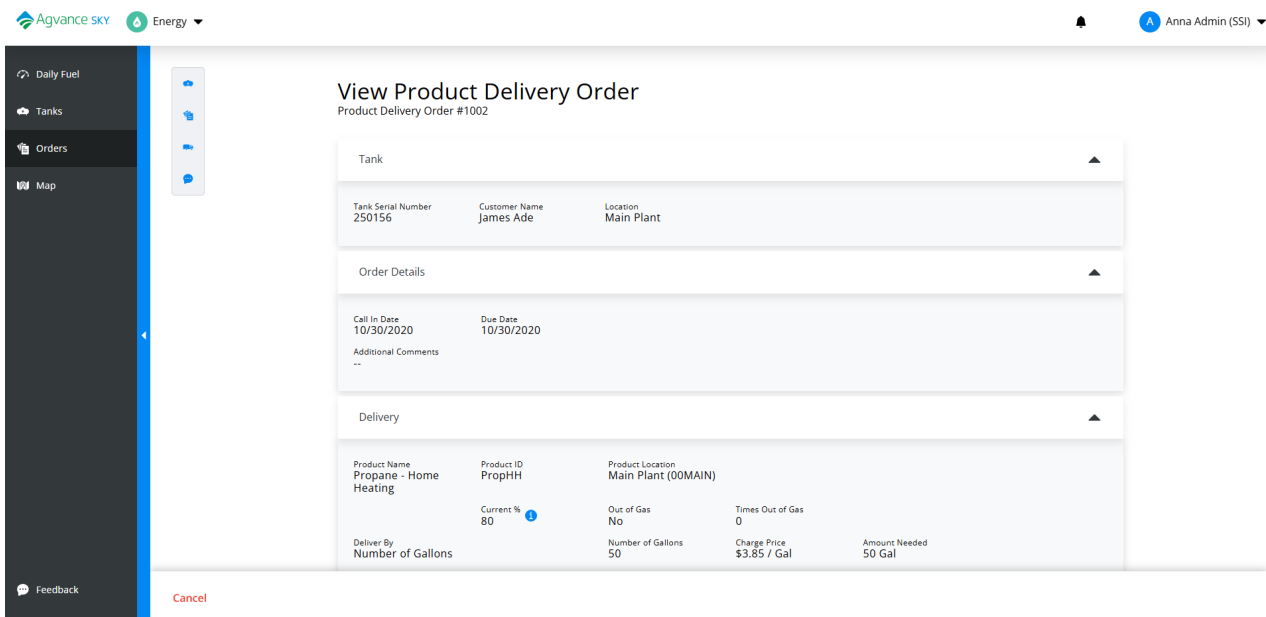 Agvance SKY
Energy
Anna Admin (SSI)
A
Daily Fuel
Tanks
Orders
Map
Feedback
View Product Delivery Order
Product Delivery Order #1002
Tank
Tank Serial Number Customer Name Location
250156 James Ade Main Plant
Order Details
Call In Date Due Date
10/30/2020 10/30/2020
Additional Comments
--
Delivery
Product Name Product ID Product Location
Propane - Home PropHH Main Plant (00MAIN)
Heating
Current % Out of Gas Times Out of Gas
80 No 0
Deliver By Number of Gallons Charge Price Amount Needed
Number of Gallons 50 $3.85 / Gal 50 Gal
Cancel